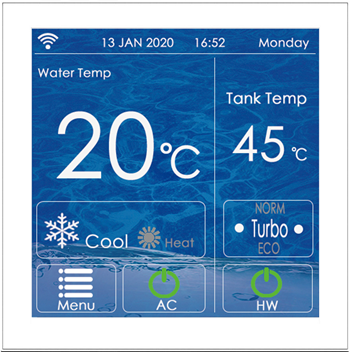 13 JAN 2020 16:52 Monday
Water Temp
20°C
Tank Temp
45°C
Cool Heat
NORM
• Turbo •
ECO
Menu
AC
HW